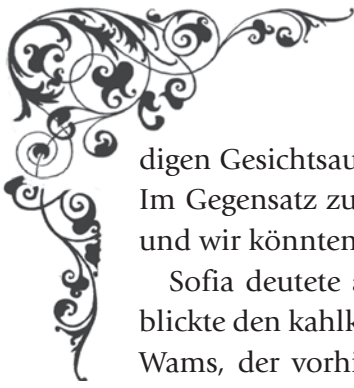 digen Gesichtsau
Im Gegensatz zu
und wir könnten
Sofia deutete a
blickte den kahlk
Wams, der vorhi